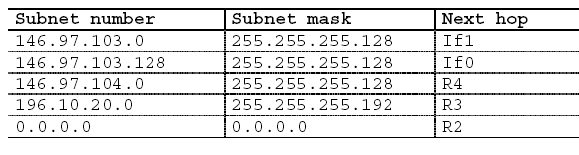 Subnet number Subnet mask Next hop
146.97.103.0 255.255.255.128 If1
146.97.103.128 255.255.255.128 If0
146.97.104.0 255.255.255.128 R4
196.10.20.0 255.255.255.192 R3
0.0.0.0 0.0.0.0 R2